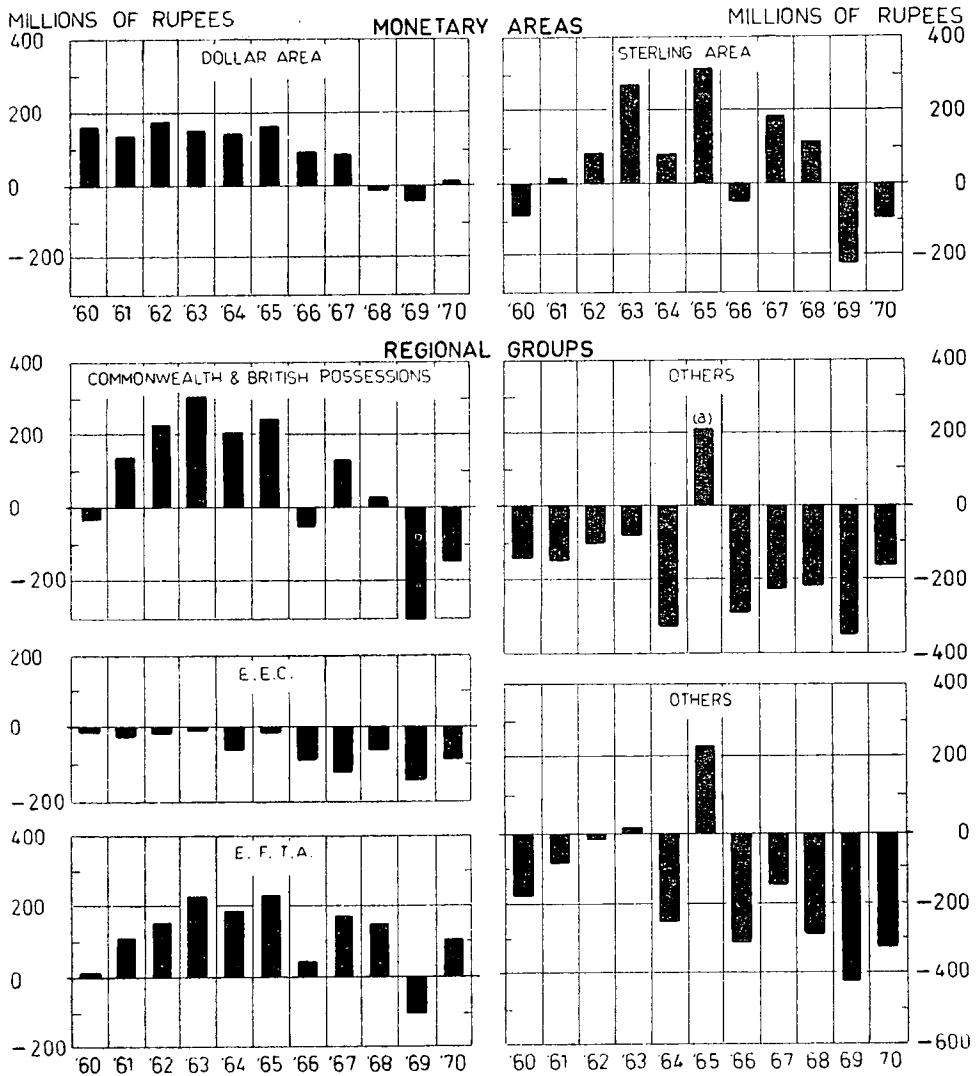 MILLIONS OF RUPEES MONETARY AREAS MILLIONS OF RUPEES
DOLLAR AREA
400
200
0
-200
'60 '61 '62 '63 '64 '65 '66 '67 '68 '69 '70
STERLING AREA
400
200
0
-200
'60 '61 '62 '63 '64 '65 '66 '67 '68 '69 '70
REGIONAL GROUPS
COMMONWEALTH & BRITISH POSSESSIONS
400
200
0
-200
OTHERS
(a)
400
200
0
-200
-400
E.E.C.
200
0
-200
E.F.T.A.
400
200
0
-200
'60 '61 '62 '63 '64 '65 '66 '67 '68 '69 '70
OTHERS
400
200
0
-200
-400
-600
'60 '61 '62 '63 '64 '65 '66 '67 '68 '69 '70